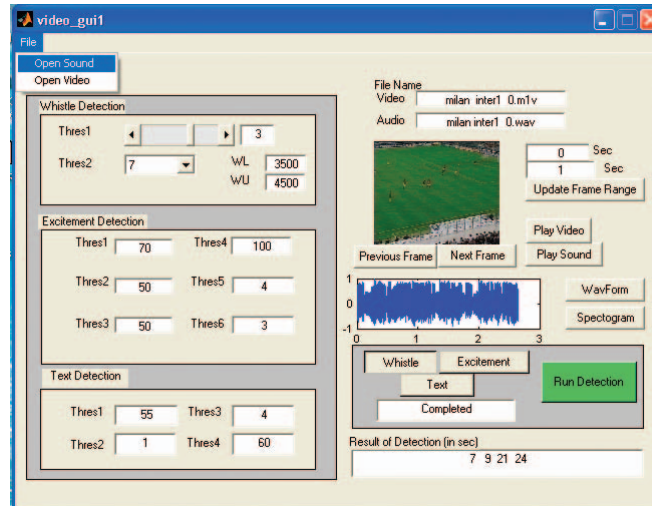 video_gui1
File
Open Sound
Open Video
Whistle Detection
Thres1 3
Thres2 7 WL 3500
WU 4500
Excitement Detection
Thres1 70 Thres4 100
Thres2 50 Thres5 4
Thres3 50 Thres6 3
Text Detection
Thres1 55 Thres3 4
Thres2 1 Thres4 60
File Name
Video milan inter1 0.m1v
Audio milan inter1 0.wav
0 Sec
1 Sec
Update Frame Range
Play Video
Previous Frame Next Frame Play Sound
1
0
-1
0 1 2 3
WavForm
Spectogram
Whistle Excitement
Text
Run Detection
Completed
Result of Detection (in sec)
7 9 21 24